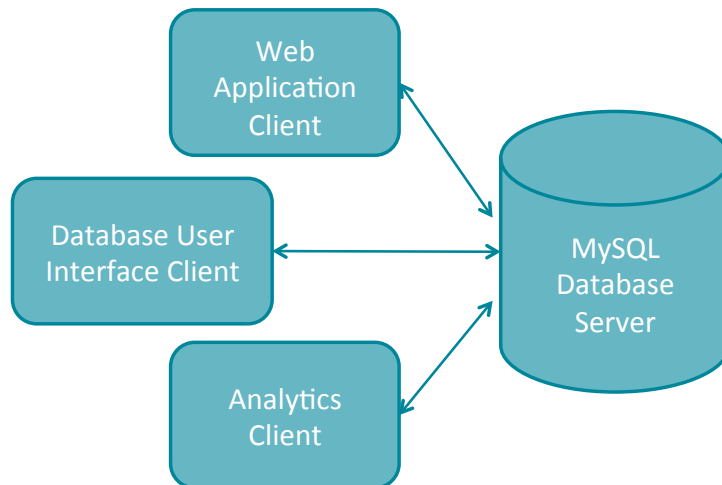 Web
Application
Client
Database User
Interface Client
MySQL
Database
Server
Analytics
Client